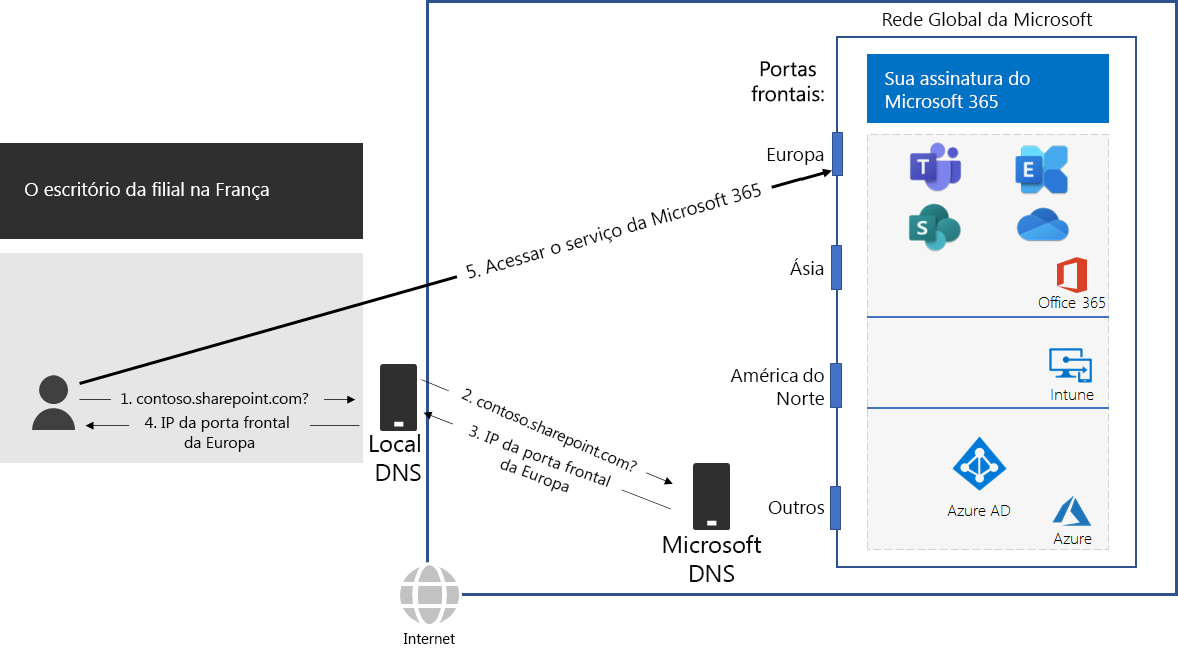 Rede Global da Microsoft
Portas
frontais:
Sua assinatura do
Microsoft 365
Europa
T
E
S
O escritório da filial na França
5. Acessar o serviço da Microsoft 365
Ásia
Office 365
América do
Norte
Intune
1. contoso.sharepoint.com?
4. IP da porta frontal
da Europa
Local
DNS
2. contoso.sharepoint.com?
3. IP da porta frontal
da Europa
Outros
Azure AD
Azure
Microsoft
DNS
Internet